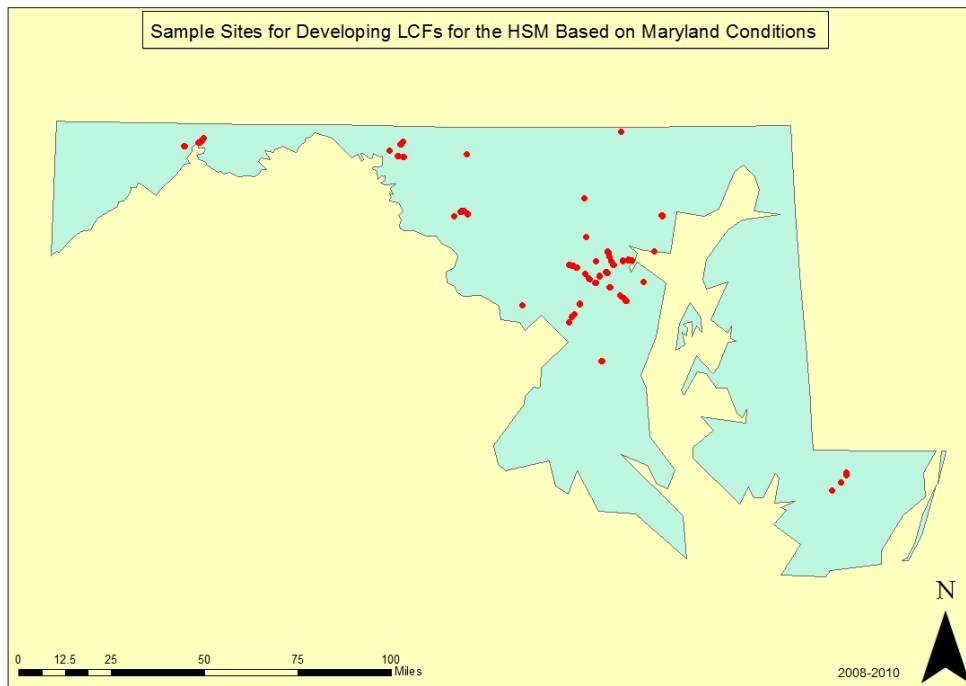 Sample Sites for Developing LCFs for the HSM Based on Maryland Conditions
N
0 12.5 25 50 75 100
Miles
2008-2010